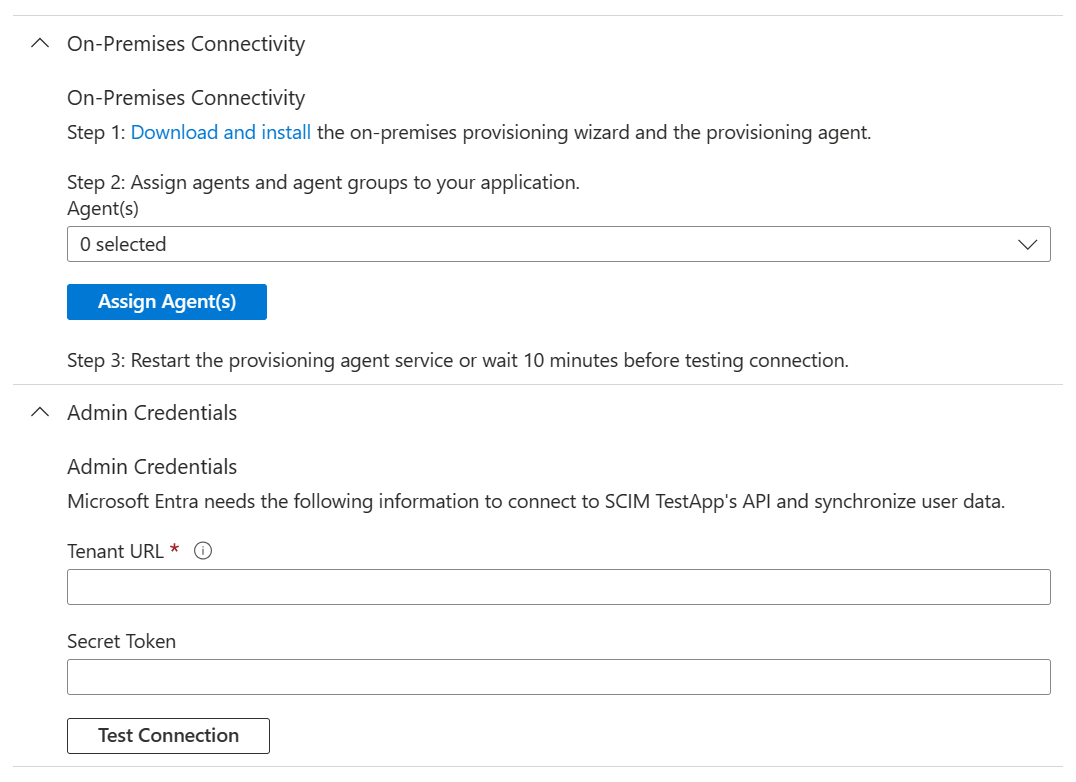 On-Premises Connectivity
On-Premises Connectivity
Step 1: Download and install the on-premises provisioning wizard and the provisioning agent.
Step 2: Assign agents and agent groups to your application.
Agent(s)
0 selected
Assign Agent(s)
Step 3: Restart the provisioning agent service or wait 10 minutes before testing connection.
Admin Credentials
Admin Credentials
Microsoft Entra needs the following information to connect to SCIM TestApp's API and synchronize user data.
Tenant URL *
Secret Token
Test Connection